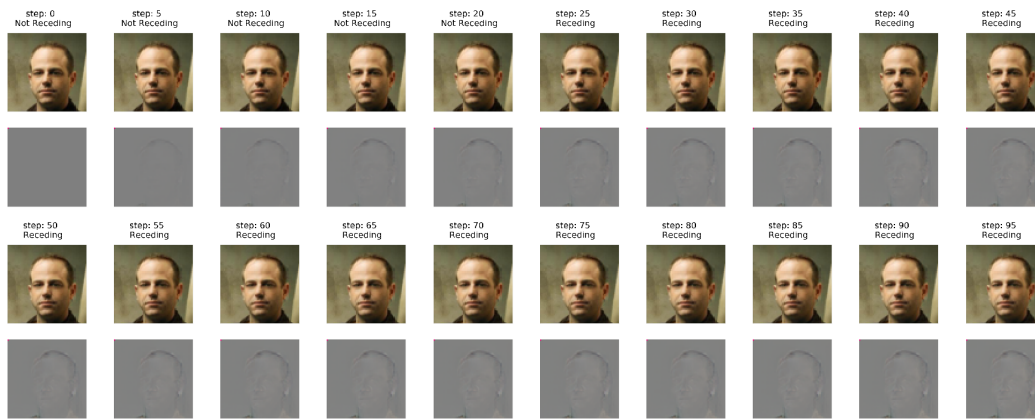 step: 0
Not Receding
step: 5
Not Receding
step: 10
Not Receding
step: 15
Not Receding
step: 20
Not Receding
step: 25
Receding
step: 30
Receding
step: 35
Receding
step: 40
Receding
step: 45
Receding
step: 50
Receding
step: 55
Receding
step: 60
Receding
step: 65
Receding
step: 70
Receding
step: 75
Receding
step: 80
Receding
step: 85
Receding
step: 90
Receding
step: 95
Receding